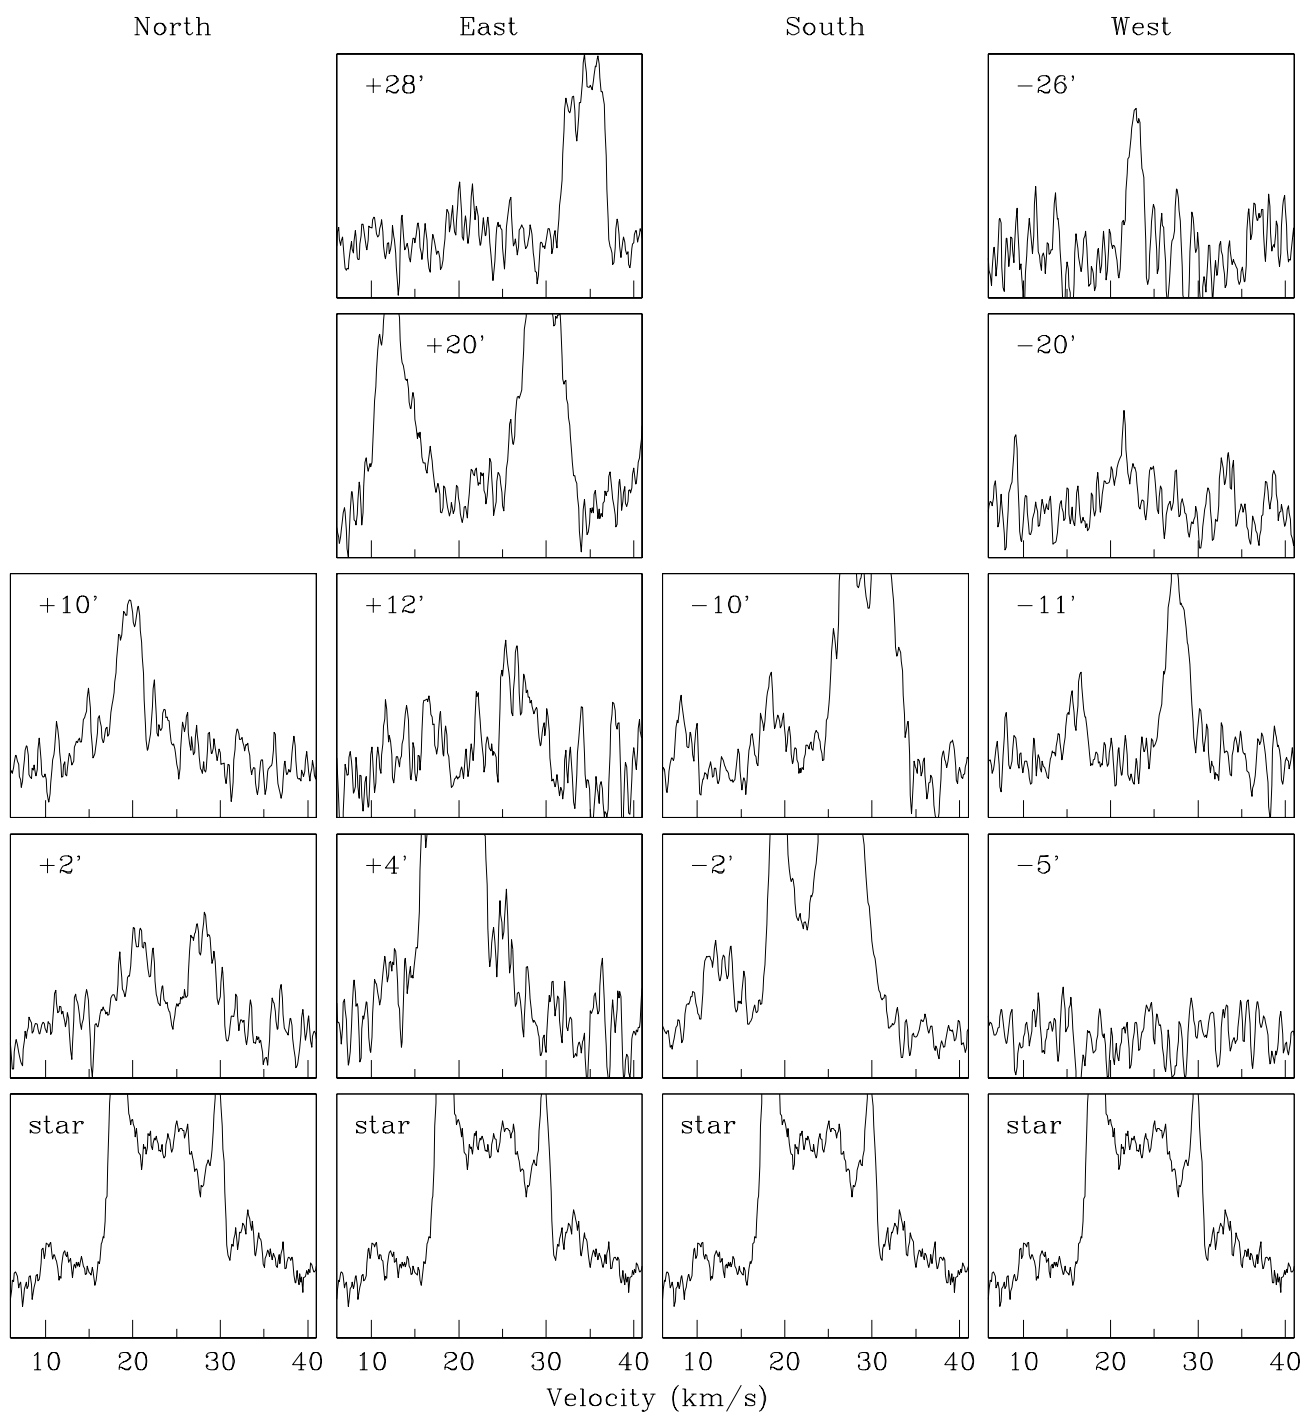 North East South West
+28' −26'
+20' −20'
+10' +12' −10' −11'
+2' +4' −2' −5'
star star star star
10 20 30 40 10 20 30 40 10 20 30 40 10 20 30 40
Velocity (km/s)